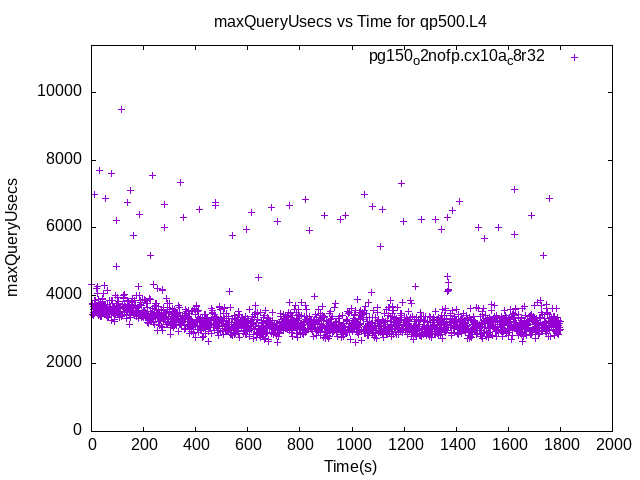 maxQueryUsecs vs Time for qp500.L4
pg150o2nofp.cx10ac8r32
maxQueryUsecs
10000
8000
6000
4000
2000
0
0 200 400 600 800 1000 1200 1400 1600 1800 2000
Time(s)